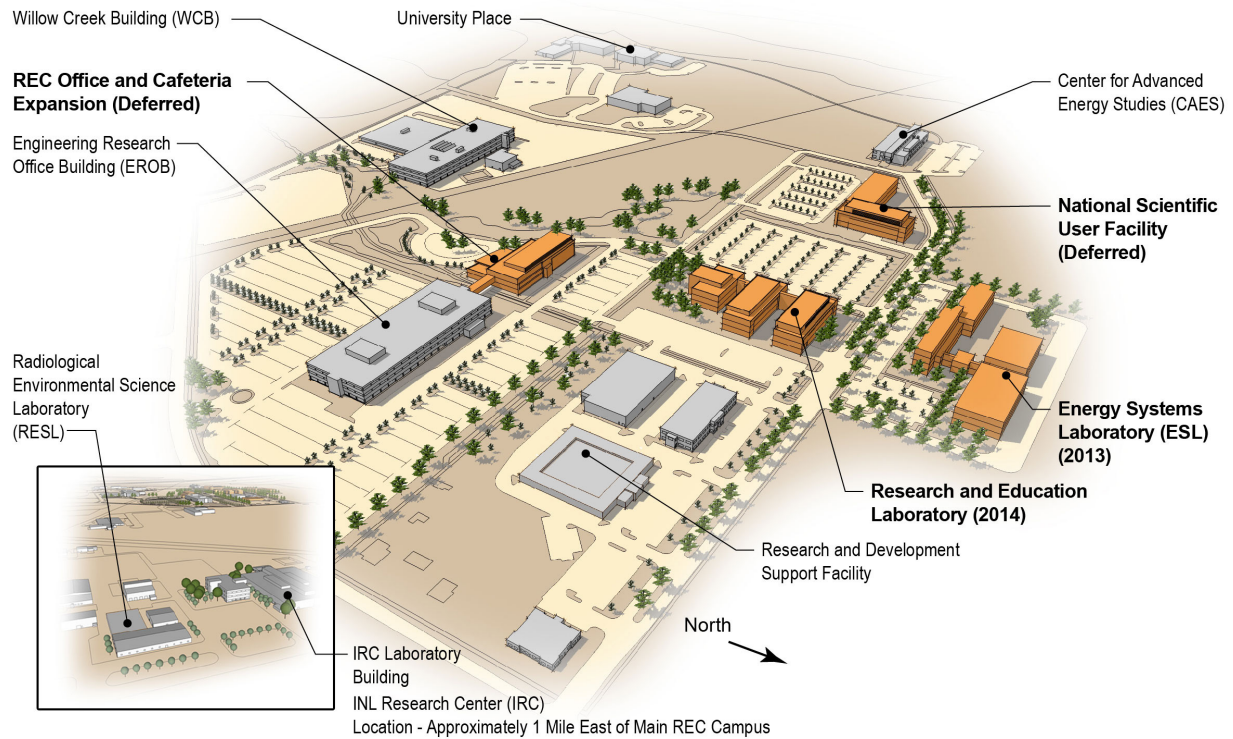 Willow Creek Building (WCB)
University Place
REC Office and Cafeteria
Expansion (Deferred)
Center for Advanced
Energy Studies (CAES)
Engineering Research
Office Building (EROB)
National Scientific
User Facility
(Deferred)
Radiological
Environmental Science
Laboratory
(RESL)
Energy Systems
Laboratory (ESL)
(2013)
Research and Education
Laboratory (2014)
Research and Development
Support Facility
North
IRC Laboratory
Building
INL Research Center (IRC)
Location - Approximately 1 Mile East of Main REC Campus